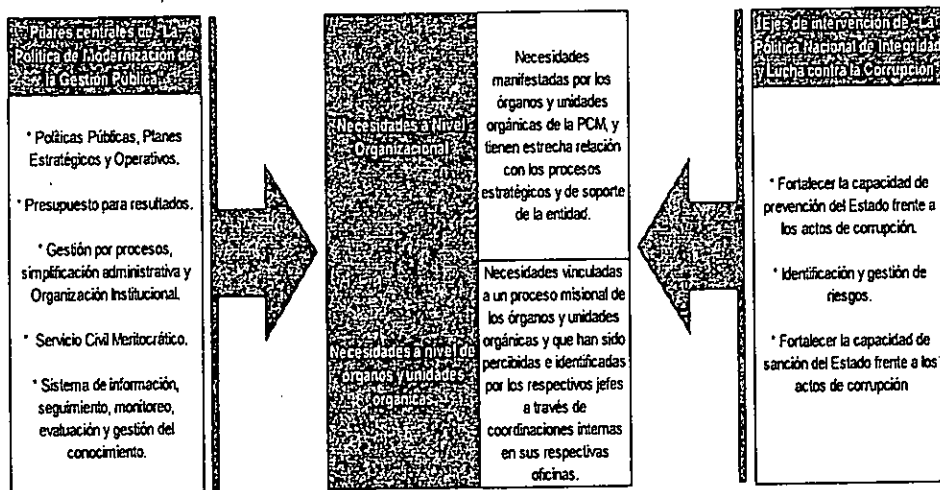 Pilares centrales de La
Política de Modernización de
la Gestión Pública
* Políticas Públicas, Planes
Estratégicos y Operativos.
* Presupuesto para resultados.
* Gestión por procesos,
simplificación administrativa y
Organización Institucional.
* Servicio Civil Meritocrático.
* Sistema de información,
seguimiento, monitoreo,
evaluación y gestión del
conocimiento.
Necesidades a Nivel
Organizacional
Necesidades
manifestadas por los
órganos y unidades
orgánicas de la PCM, y
tienen estrecha relación
con los procesos
estratégicos y de soporte
de la entidad.
Necesidades a nivel de
órganos y unidades
orgánicas
Necesidades vinculadas
a un proceso misional de
los órganos y unidades
orgánicas y que han sido
percibidas e identificadas
por los respectivos jefes
a través de
coordinaciones internas
en sus respectivas
oficinas.
Ejes de intervención de La
Política Nacional de Integridad
y Lucha contra la Corrupción
* Fortalecer la capacidad de
prevención del Estado frente a
los actos de corrupción.
* Identificación y gestión de
riesgos.
* Fortalecer la capacidad de
sanción del Estado frente a los
actos de corrupción